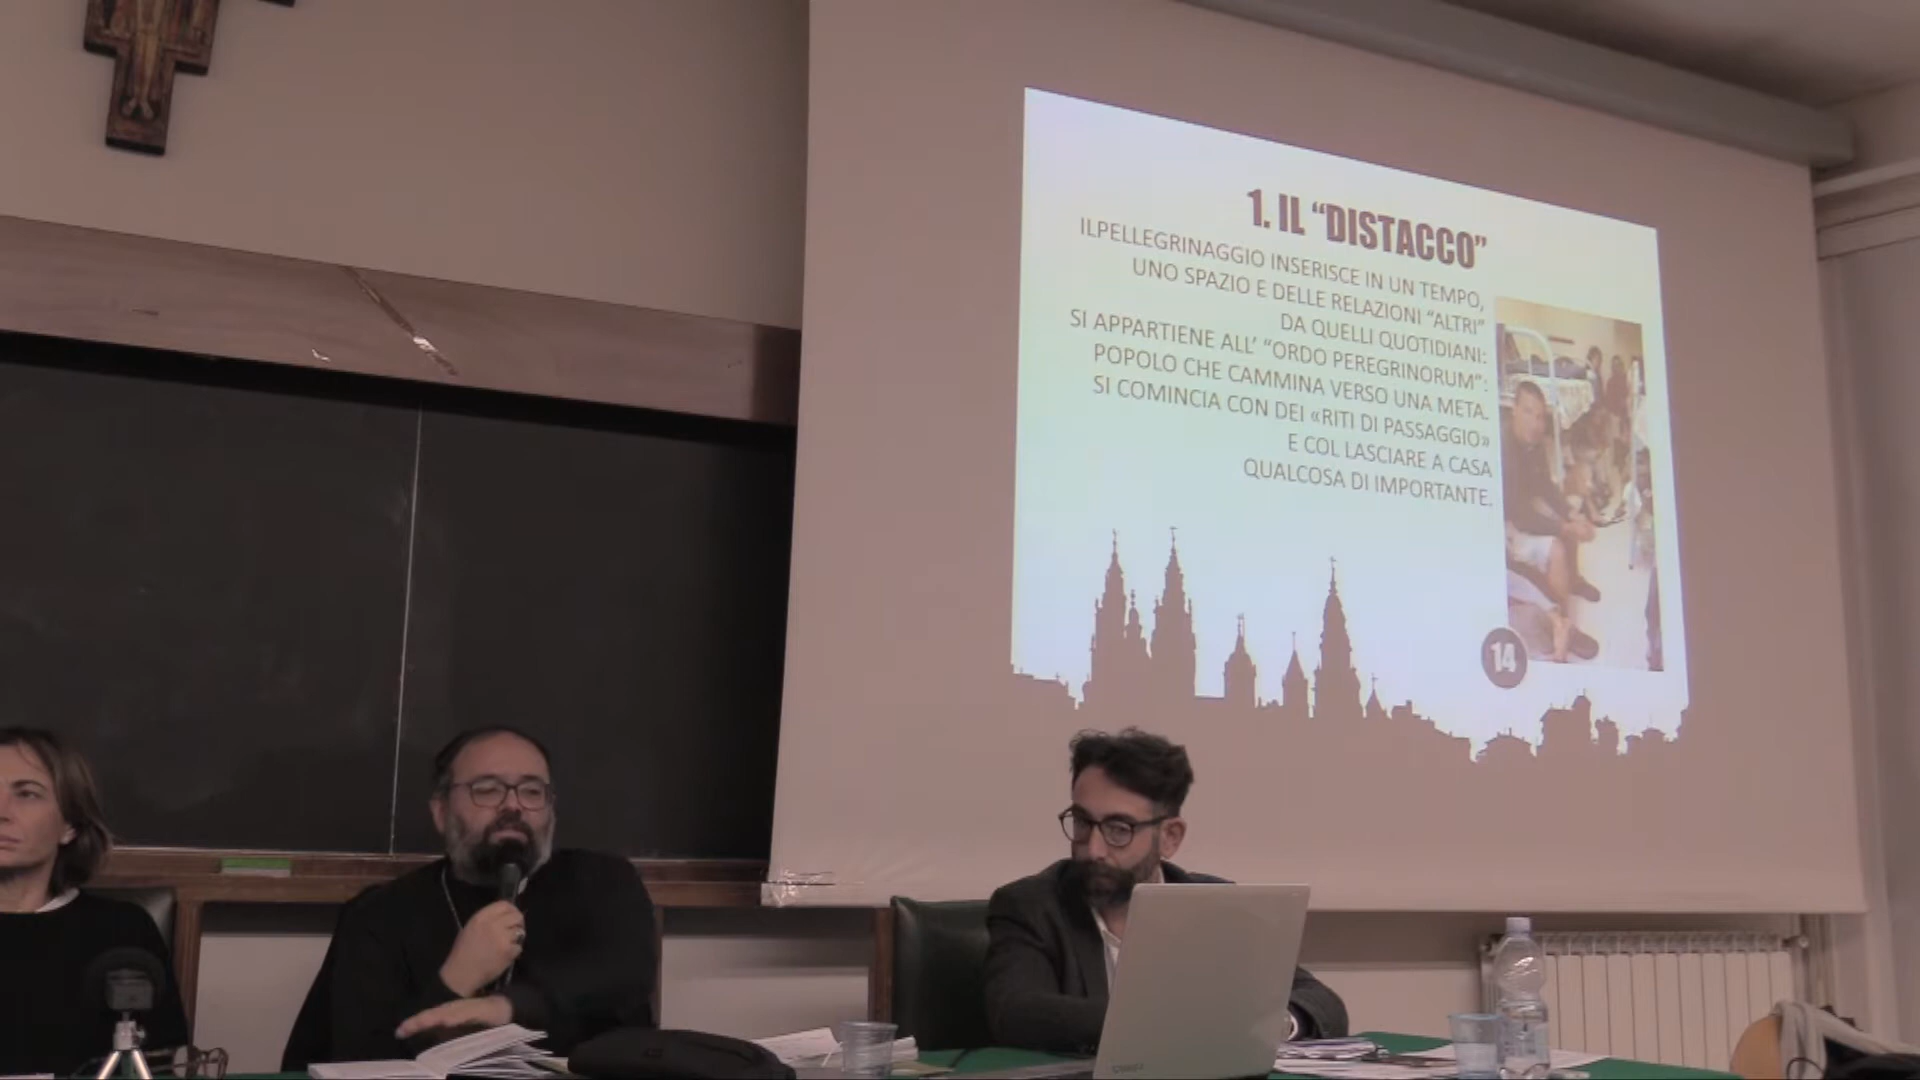 1. IL “DISTACCO”
ILPELLEGRINAGGIO INSERISCE IN UN TEMPO,
UNO SPAZIO E DELLE RELAZIONI “ALTRI”
DA QUELLI QUOTIDIANI:
SI APPARTIENE ALL’ “ORDO PEREGRINORUM”:
POPOLO CHE CAMMINA VERSO UNA META.
SI COMINCIA CON DEI «RITI DI PASSAGGIO»
E COL LASCIARE A CASA
QUALCOSA DI IMPORTANTE.
14